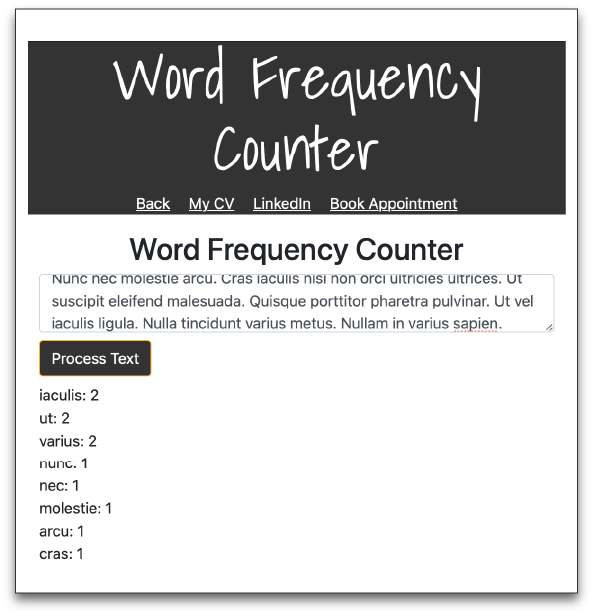 Word Frequency
Counter
Back My CV LinkedIn Book Appointment
Word Frequency Counter
Nunc nec molestie arcu. Cras iaculis nisi non orci ultricies ultrices. Ut
suscipit eleifend malesuada. Quisque porttitor pharetra pulvinar. Ut vel
iaculis ligula. Nulla tincidunt varius metus. Nullam in varius sapien.
Process Text
iaculis: 2
ut: 2
varius: 2
nunc: 1
nec: 1
molestie: 1
arcu: 1
cras: 1